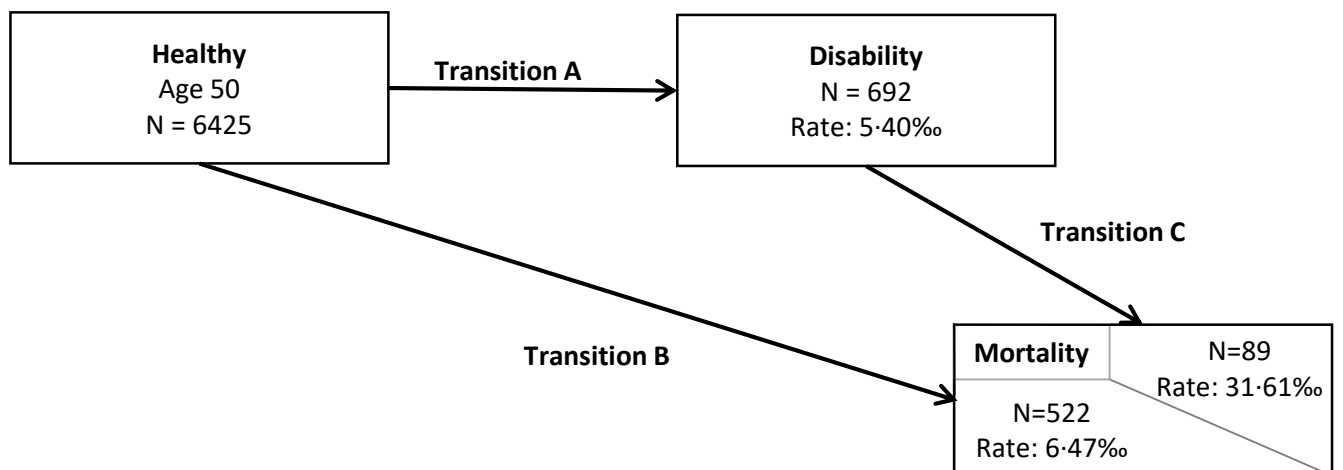 Healthy
Age 50
N = 6425
Transition A
Disability
N = 692
Rate: 5·40‰
Transition C
Transition B
Mortality
N=89
Rate: 31·61‰
N=522
Rate: 6·47‰